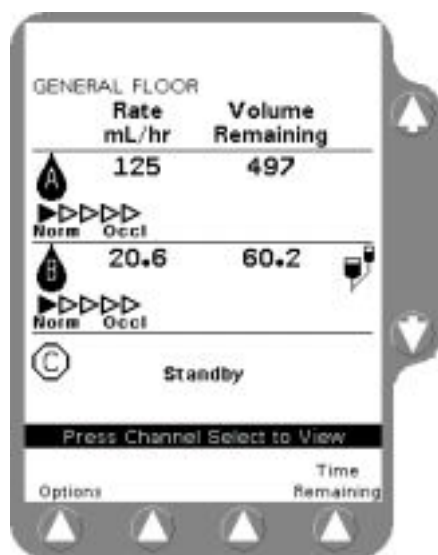 GENERAL FLOOR
Rate Volume
mL/hr Remaining
A 125 497
Norm Occl
B 20.6 60.2
Norm Occl
C Standby
Press Channel Select to View
Time
Options Remaining